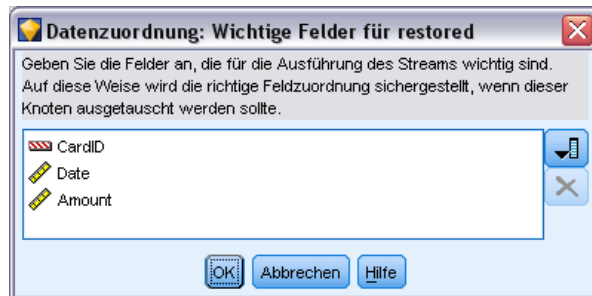 Datenzuordnung: Wichtige Felder für restored
Geben Sie die Felder an, die für die Ausführung des Streams wichtig sind.
Auf diese Weise wird die richtige Feldzuordnung sichergestellt, wenn dieser
Knoten ausgetauscht werden sollte.
CardID
Date
Amount
OK Abbrechen Hilfe